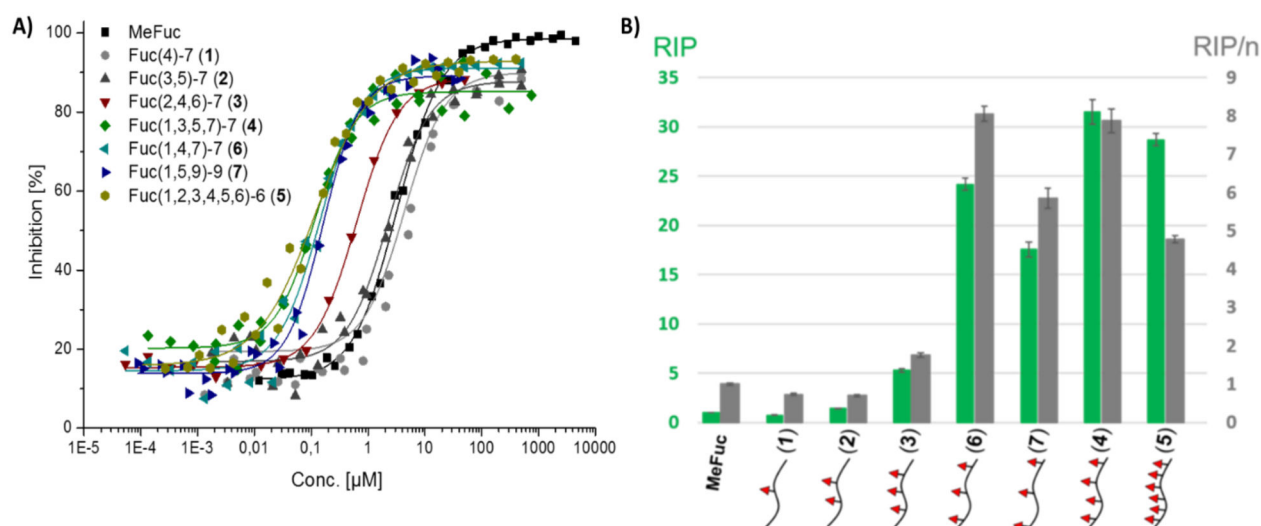 A)
100
80
60
40
20
0
Inhibition [%]
MeFuc
Fuc(4)-7 (1)
Fuc(3,5)-7 (2)
Fuc(2,4,6)-7 (3)
Fuc(1,3,5,7)-7 (4)
Fuc(1,4,7)-7 (6)
Fuc(1,5,9)-9 (7)
Fuc(1,2,3,4,5,6)-6 (5)
1E-5 1E-4 1E-3 0,01 0,1 1 10 100 1000 10000
Conc. [µM]
B)
RIP
RIP/n
35
30
25
20
15
10
5
0
9
8
7
6
5
4
3
2
1
0
MeFuc
(1)
(2)
(3)
(6)
(7)
(4)
(5)